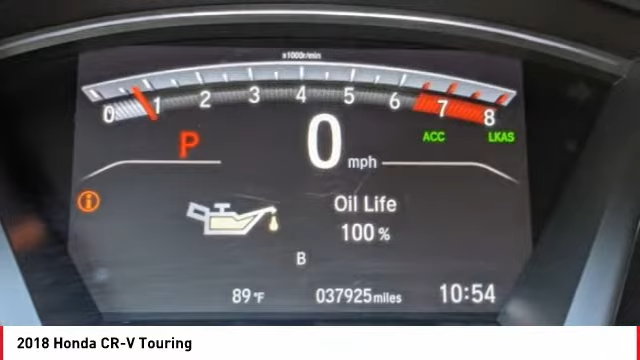 x1000r/min
0 1 2 3 4 5 6 7 8
P 0 mph ACC LKAS
Oil Life
100 %
B
89°F 037925 miles 10:54
2018 Honda CR-V Touring